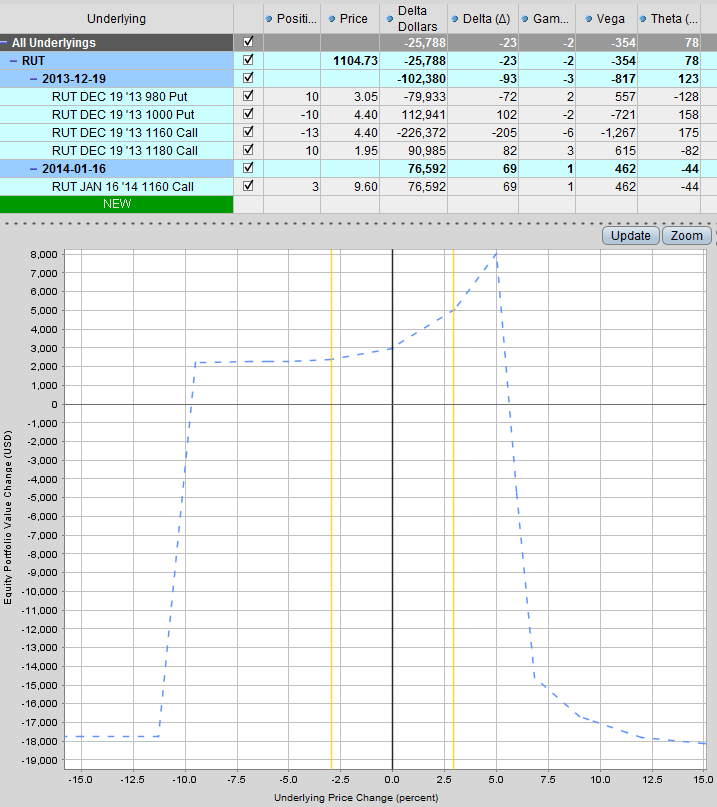 Underlying Positi... Price Delta Dollars Delta (Δ) Gam... Vega Theta (...
All Underlyings -25,788 -23 -2 -354 78
RUT 1104.73 -25,788 -23 -2 -354 78
2013-12-19 -102,380 -93 -3 -817 123
RUT DEC 19 '13 980 Put 10 3.05 -79,933 -72 2 557 -128
RUT DEC 19 '13 1000 Put -10 4.40 112,941 102 -2 -721 158
RUT DEC 19 '13 1160 Call -13 4.40 -226,372 -205 -6 -1,267 175
RUT DEC 19 '13 1180 Call 10 1.95 90,985 82 3 615 -82
2014-01-16 76,592 69 1 462 -44
RUT JAN 16 '14 1160 Call 3 9.60 76,592 69 1 462 -44
NEW
Update Zoom
8,000
7,000
6,000
5,000
4,000
3,000
2,000
1,000
0
-1,000
-2,000
-3,000
-4,000
-5,000
-6,000
-7,000
-8,000
-9,000
-10,000
-11,000
-12,000
-13,000
-14,000
-15,000
-16,000
-17,000
-18,000
-19,000
Equity Portfolio Value Change (USD)
-15.0 -12.5 -10.0 -7.5 -5.0 -2.5 0.0 2.5 5.0 7.5 10.0 12.5 15.0
Underlying Price Change (percent)